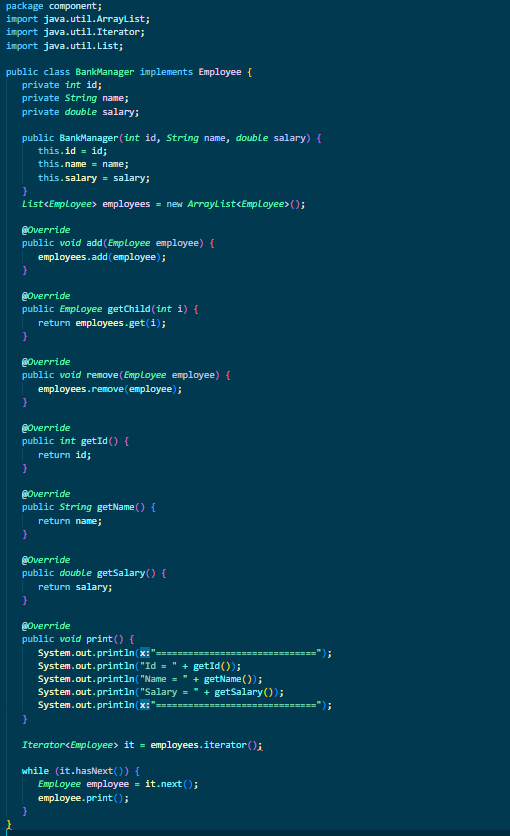 package component;
import java.util.ArrayList;
import java.util.Iterator;
import java.util.List;

public class BankManager implements Employee {
    private int id;
    private String name;
    private double salary;

    public BankManager(int id, String name, double salary) {
        this.id = id;
        this.name = name;
        this.salary = salary;
    }
    List<Employee> employees = new ArrayList<Employee>();

    @Override
    public void add(Employee employee) {
        employees.add(employee);
    }

    @Override
    public Employee getChild(int i) {
        return employees.get(i);
    }

    @Override
    public void remove(Employee employee) {
        employees.remove(employee);
    }

    @Override
    public int getId() {
        return id;
    }

    @Override
    public String getName() {
        return name;
    }

    @Override
    public double getSalary() {
        return salary;
    }

    @Override
    public void print() {
        System.out.println(x:"==============================");
        System.out.println("Id = " + getId());
        System.out.println("Name = " + getName());
        System.out.println("Salary = " + getSalary());
        System.out.println(x:"==============================");
    }

    Iterator<Employee> it = employees.iterator();

    while (it.hasNext()) {
        Employee employee = it.next();
        employee.print();
    }
}